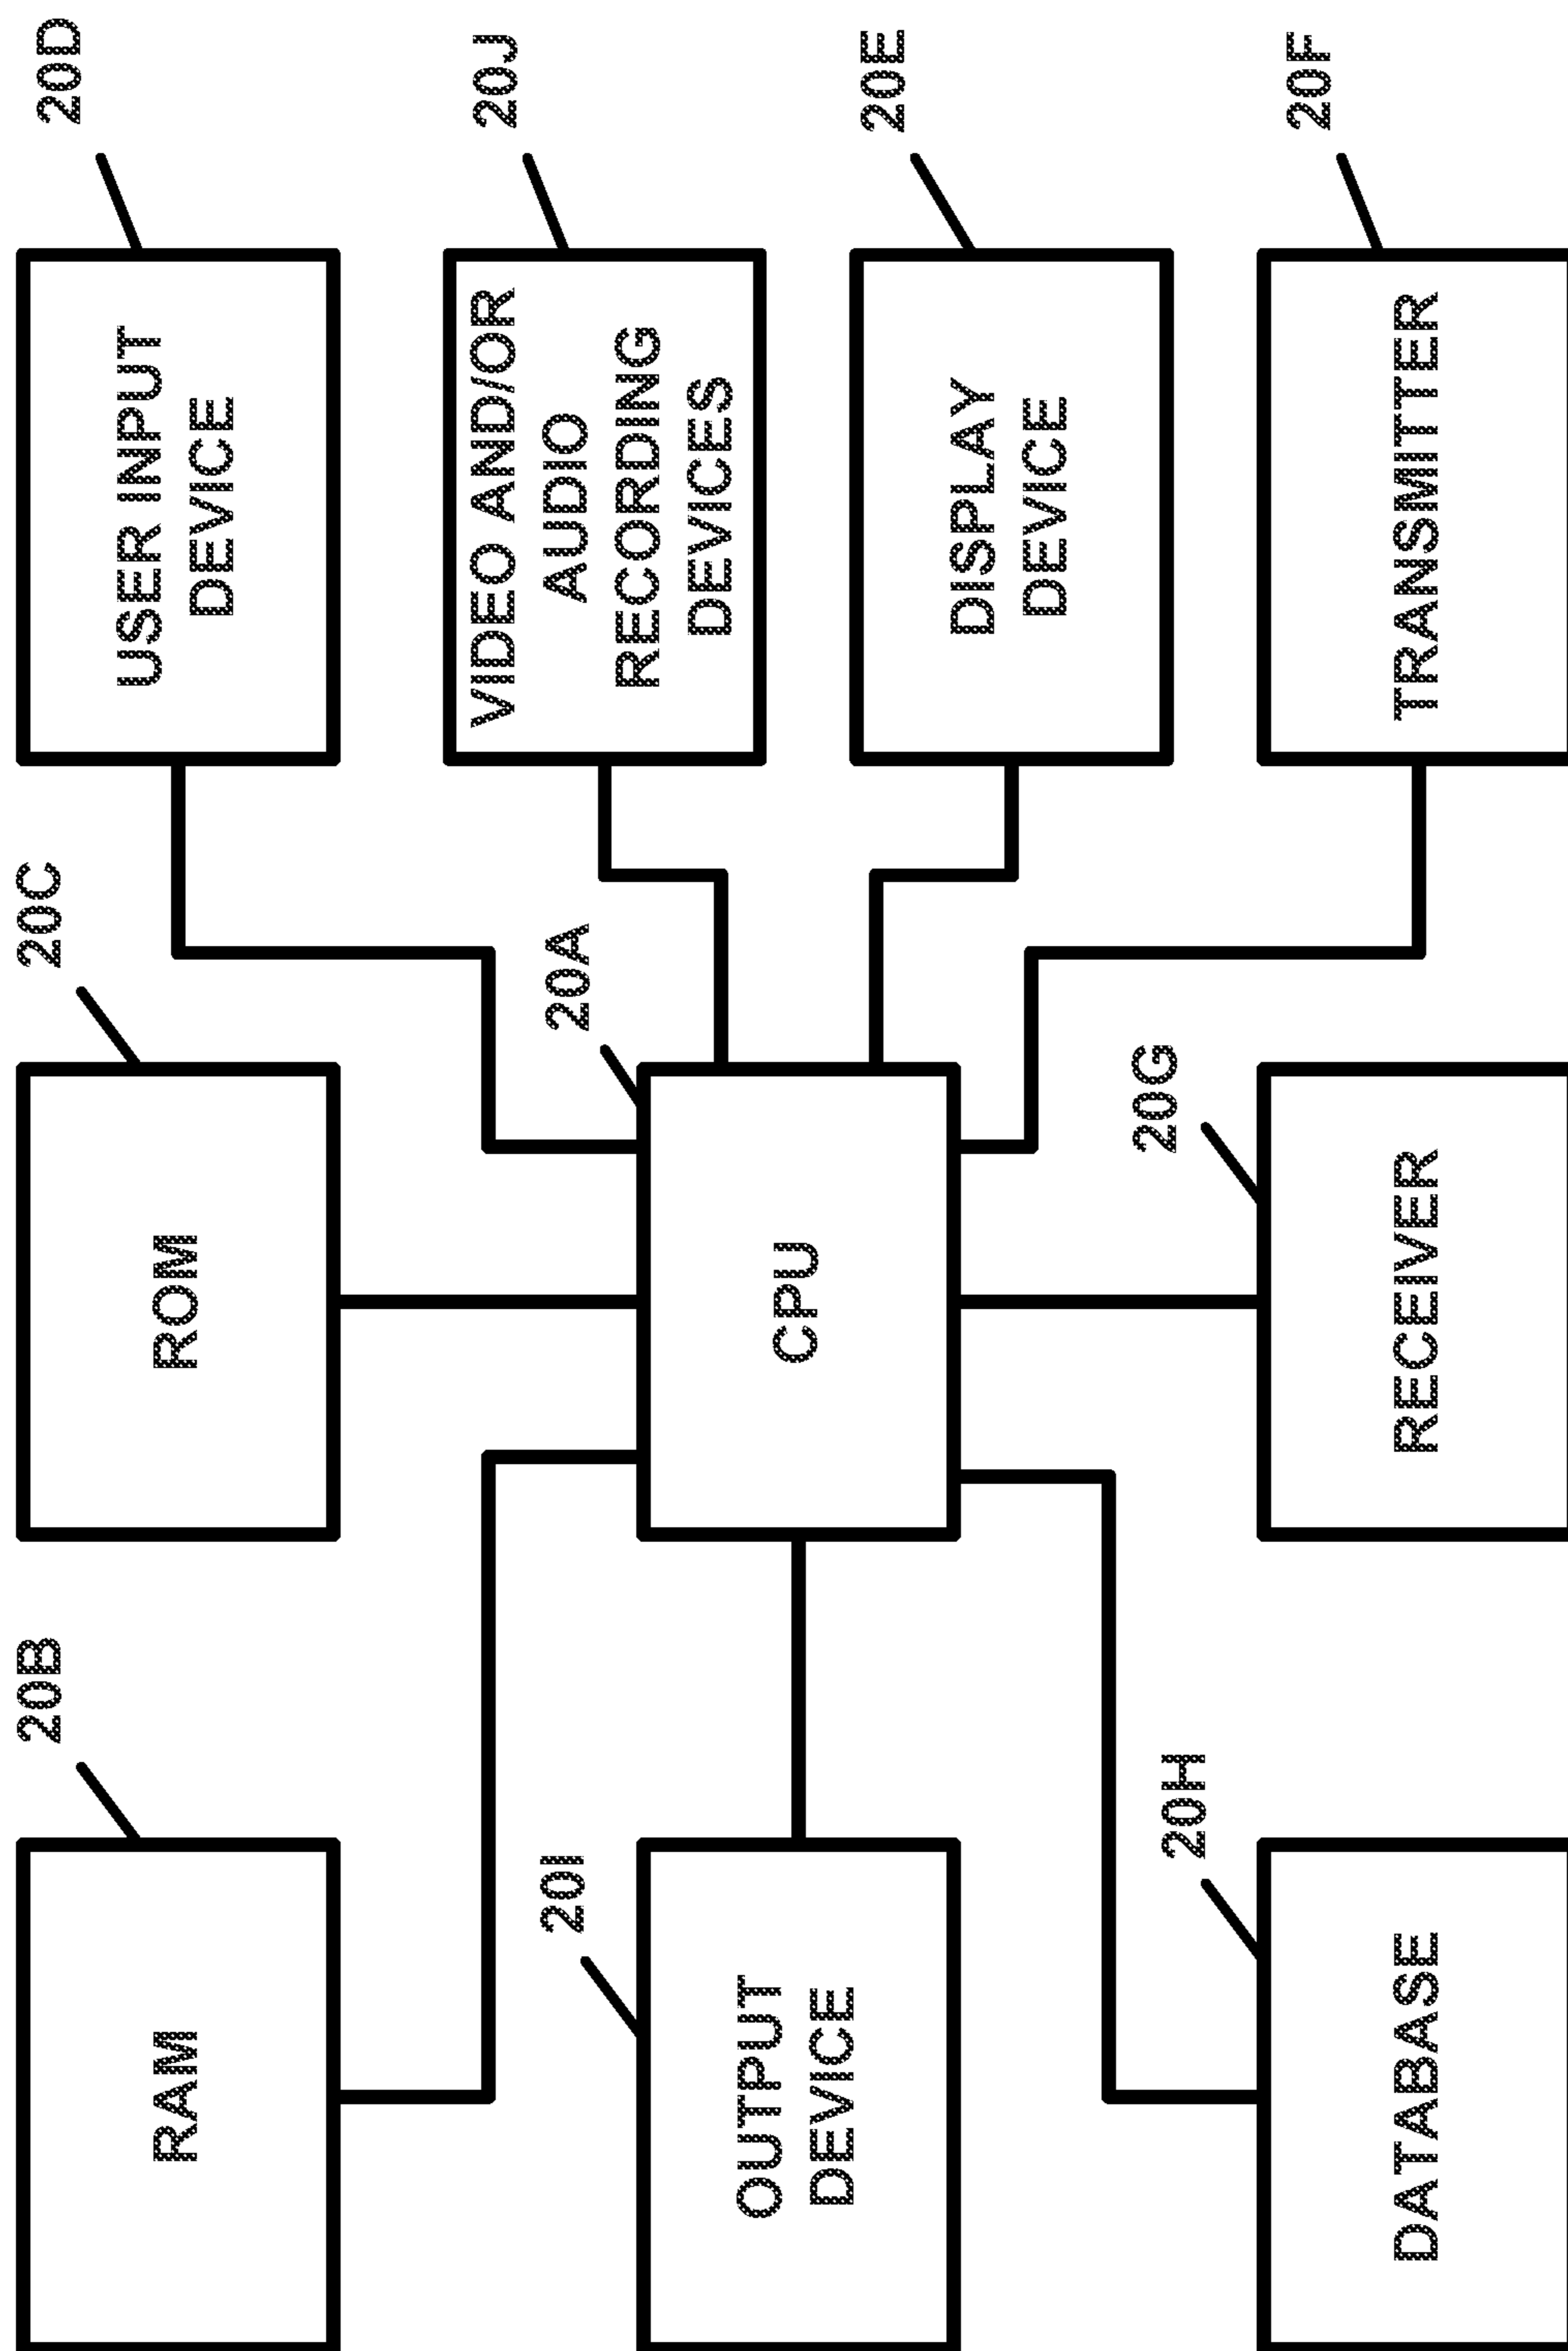 20B
20C
20D
RAM
ROM
USER INPUT
DEVICE
20J
VIDEO AND/OR
AUDIO
RECORDING
DEVICES
20I
20A
OUTPUT
DEVICE
CPU
20E
DISPLAY
DEVICE
20H
20G
20F
DATABASE
RECEIVER
TRANSMITTER